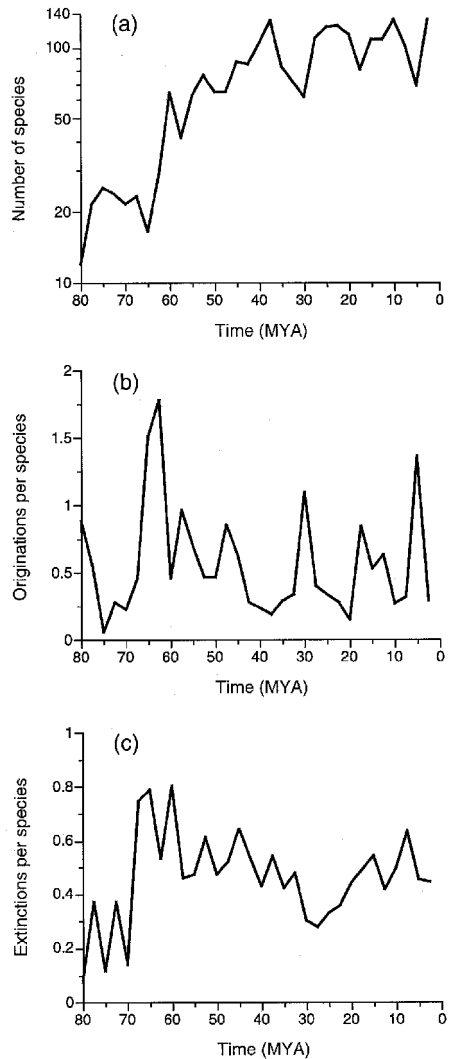 (a)
140
100
50
20
10
Number of species
80 70 60 50 40 30 20 10 0
Time (MYA)
(b)
2
1.5
1
0.5
0
Originations per species
80 70 60 50 40 30 20 10 0
Time (MYA)
(c)
1
0.8
0.6
0.4
0.2
0
Extinctions per species
80 70 60 50 40 30 20 10 0
Time (MYA)